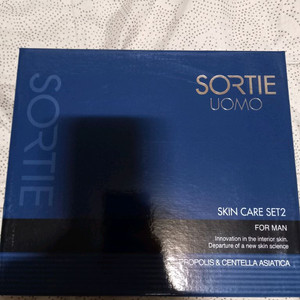 SORTIE
UOMO
SORTIE
SKIN CARE SET2
FOR MAN
Innovation in the interior skin.
Departure of a new skin science
PROPOLIS & CENTELLA ASIATICA